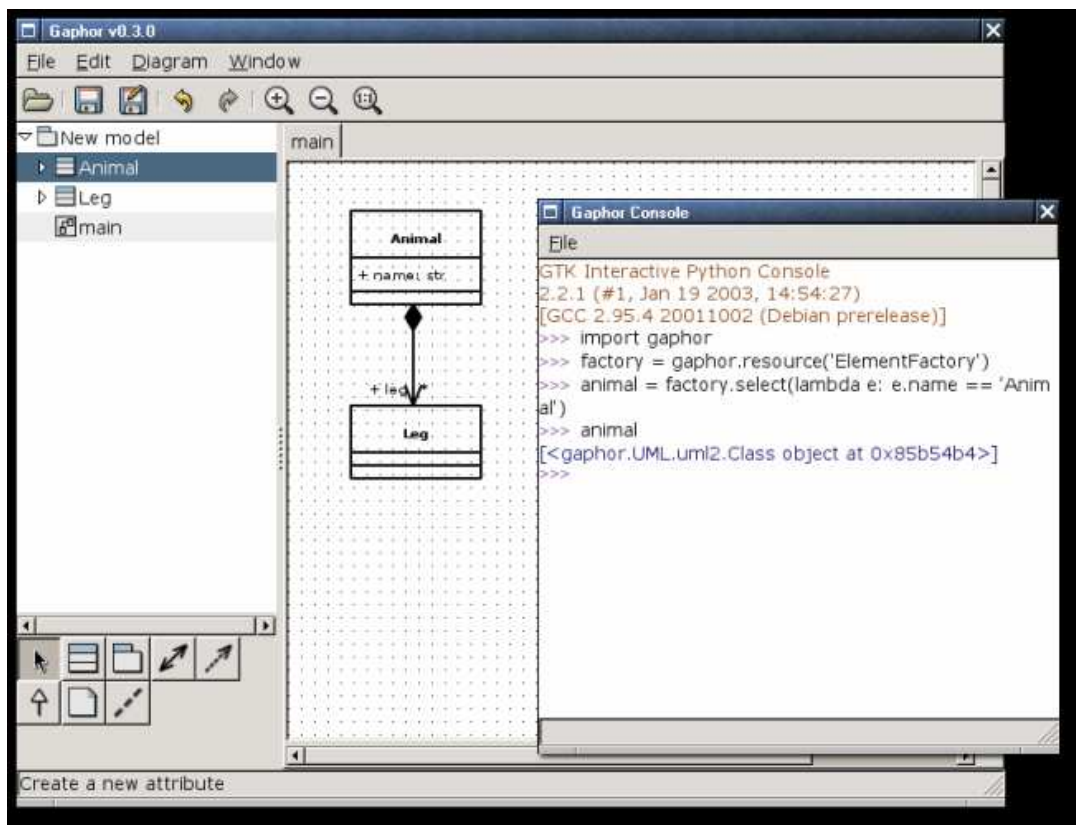 Gaphor v0.3.0
File Edit Diagram Window
New model
Animal
Leg
main
main
Animal
+ name: str
+ leg *
Leg
Gaphor Console
File
GTK Interactive Python Console
2.2.1 (#1, Jan 19 2003, 14:54:27)
[GCC 2.95.4 20011002 (Debian prerelease)]
>>> import gaphor
>>> factory = gaphor.resource('ElementFactory')
>>> animal = factory.select(lambda e: e.name == 'Anim
al')
>>> animal
[<gaphor.UML.uml2.Class object at 0x85b54b4>]
>>>
Create a new attribute